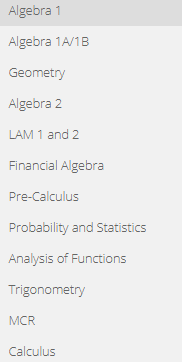 Algebra 1
Algebra 1A/1B
Geometry
Algebra 2
LAM 1 and 2
Financial Algebra
Pre-Calculus
Probability and Statistics
Analysis of Functions
Trigonometry
MCR
Calculus